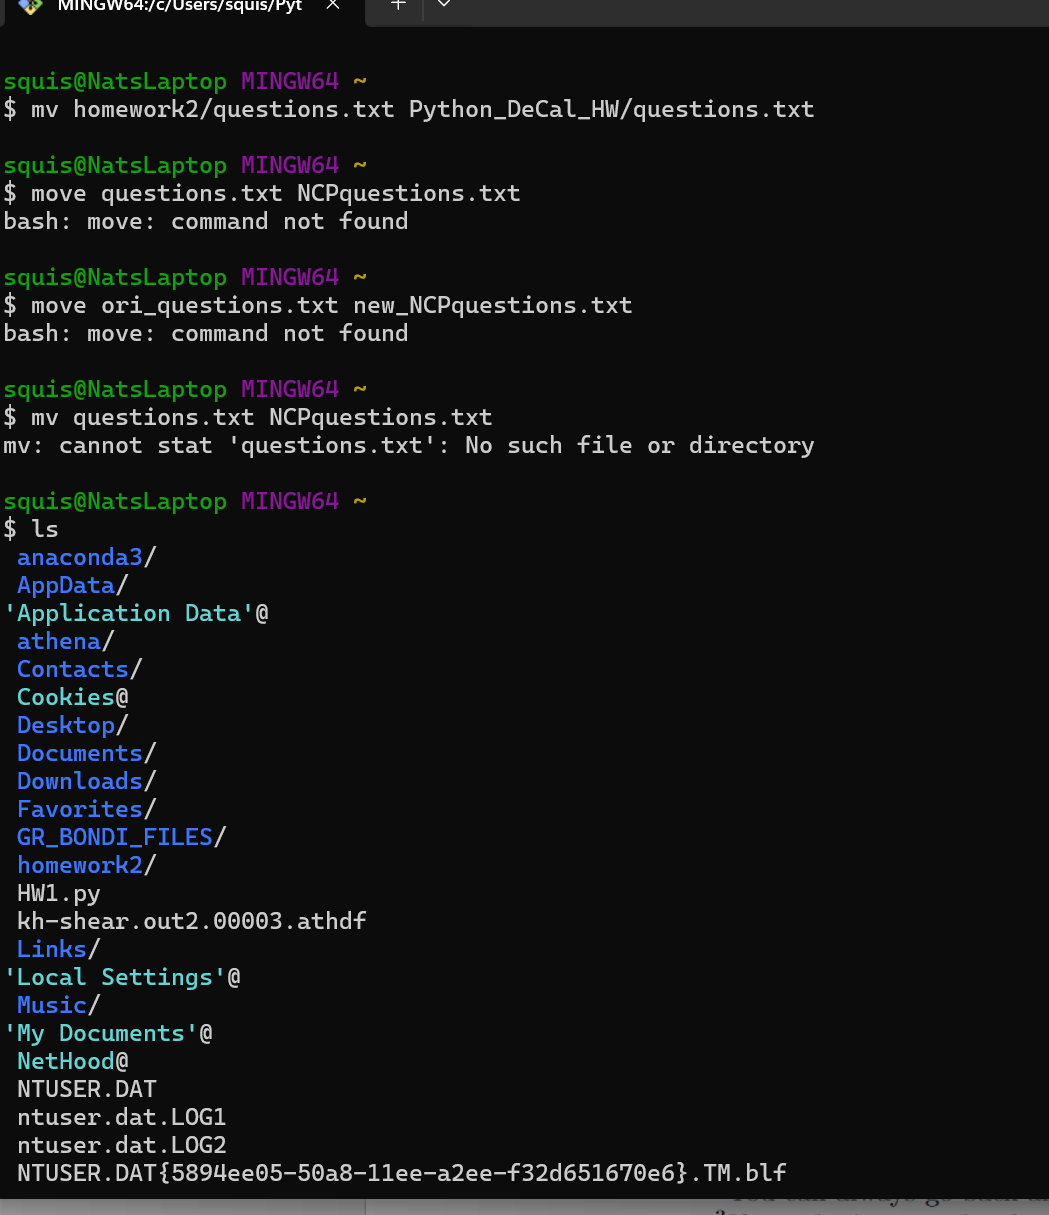 MINGW64:/c/Users/squis/Pyt
squis@NatsLaptop MINGW64 ~
$ mv homework2/questions.txt Python_DeCal_HW/questions.txt
squis@NatsLaptop MINGW64 ~
$ move questions.txt NCPquestions.txt
bash: move: command not found
squis@NatsLaptop MINGW64 ~
$ move ori_questions.txt new_NCPquestions.txt
bash: move: command not found
squis@NatsLaptop MINGW64 ~
$ mv questions.txt NCPquestions.txt
mv: cannot stat 'questions.txt': No such file or directory
squis@NatsLaptop MINGW64 ~
$ ls
anaconda3/
AppData/
'Application Data'@
athena/
Contacts/
Cookies@
Desktop/
Documents/
Downloads/
Favorites/
GR_BONDI_FILES/
homework2/
HW1.py
kh-shear.out2.00003.athdf
Links/
'Local Settings'@
Music/
'My Documents'@
NetHood@
NTUSER.DAT
ntuser.dat.LOG1
ntuser.dat.LOG2
NTUSER.DAT{5894ee05-50a8-11ee-a2ee-f32d651670e6}.TM.blf